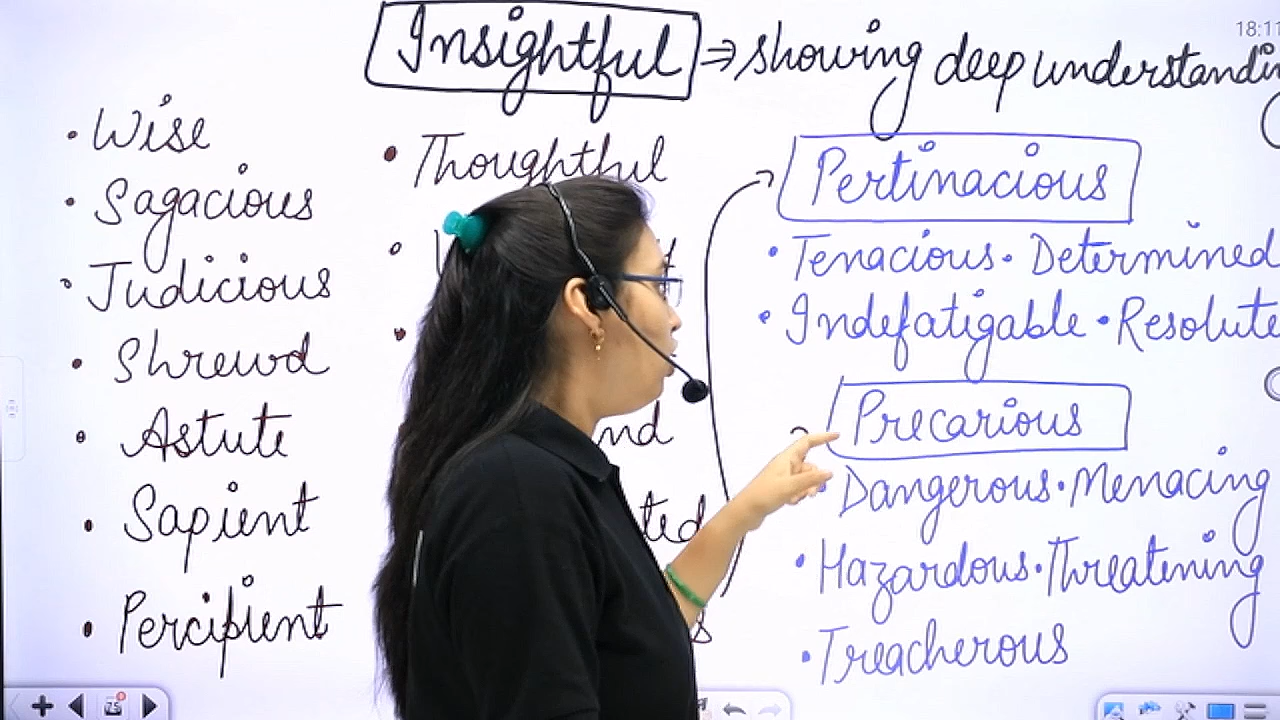 18:11
Insightful ⇒ showing deep understanding
• Wise
• Sagacious
• Judicious
• Shrewd
• Astute
• Sapient
• Percipient
• Thoughtful
Pertinacious
• Tenacious • Determined
• Indefatigable • Resolute
Precarious
• Dangerous • Menacing
• Hazardous • Threatening
• Treacherous